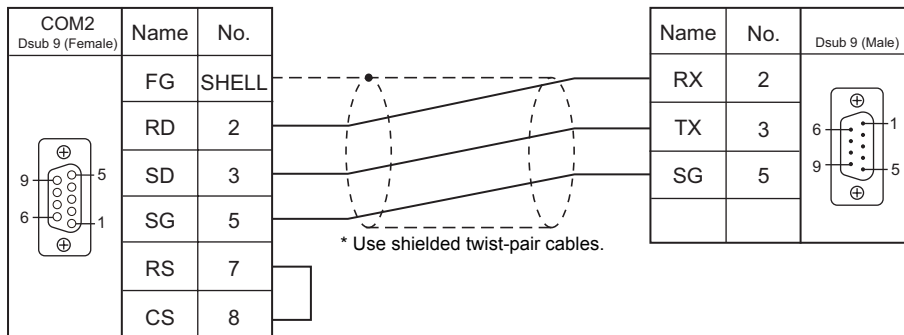 COM2
Dsub 9 (Female)
Name No.
FG SHELL
RD 2
SD 3
SG 5
RS 7
CS 8
9 5
6 1
* Use shielded twist-pair cables.
Name No.
Dsub 9 (Male)
RX 2
TX 3
SG 5
6 1
9 5